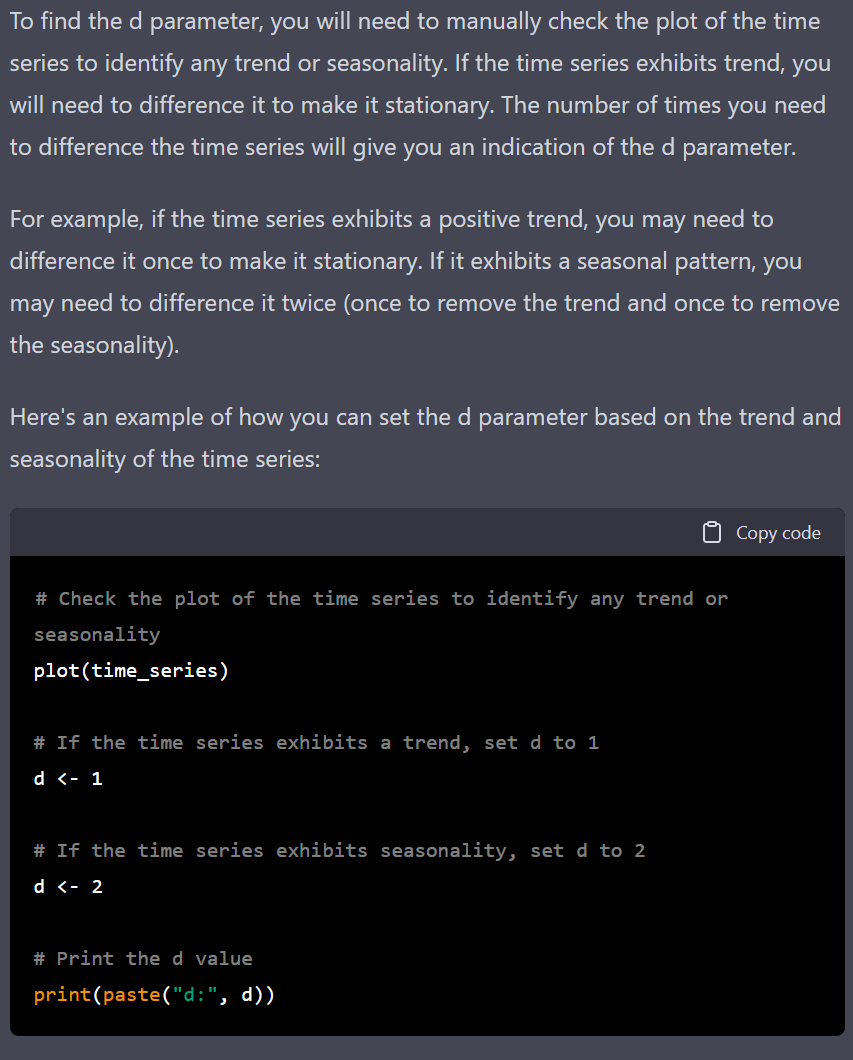 To find the d parameter, you will need to manually check the plot of the time
series to identify any trend or seasonality. If the time series exhibits trend, you
will need to difference it to make it stationary. The number of times you need
to difference the time series will give you an indication of the d parameter.
For example, if the time series exhibits a positive trend, you may need to
difference it once to make it stationary. If it exhibits a seasonal pattern, you
may need to difference it twice (once to remove the trend and once to remove
the seasonality).
Here's an example of how you can set the d parameter based on the trend and
seasonality of the time series:
Copy code
# Check the plot of the time series to identify any trend or
seasonality
plot(time_series)
# If the time series exhibits a trend, set d to 1
d <- 1
# If the time series exhibits seasonality, set d to 2
d <- 2
# Print the d value
print(paste("d:", d))